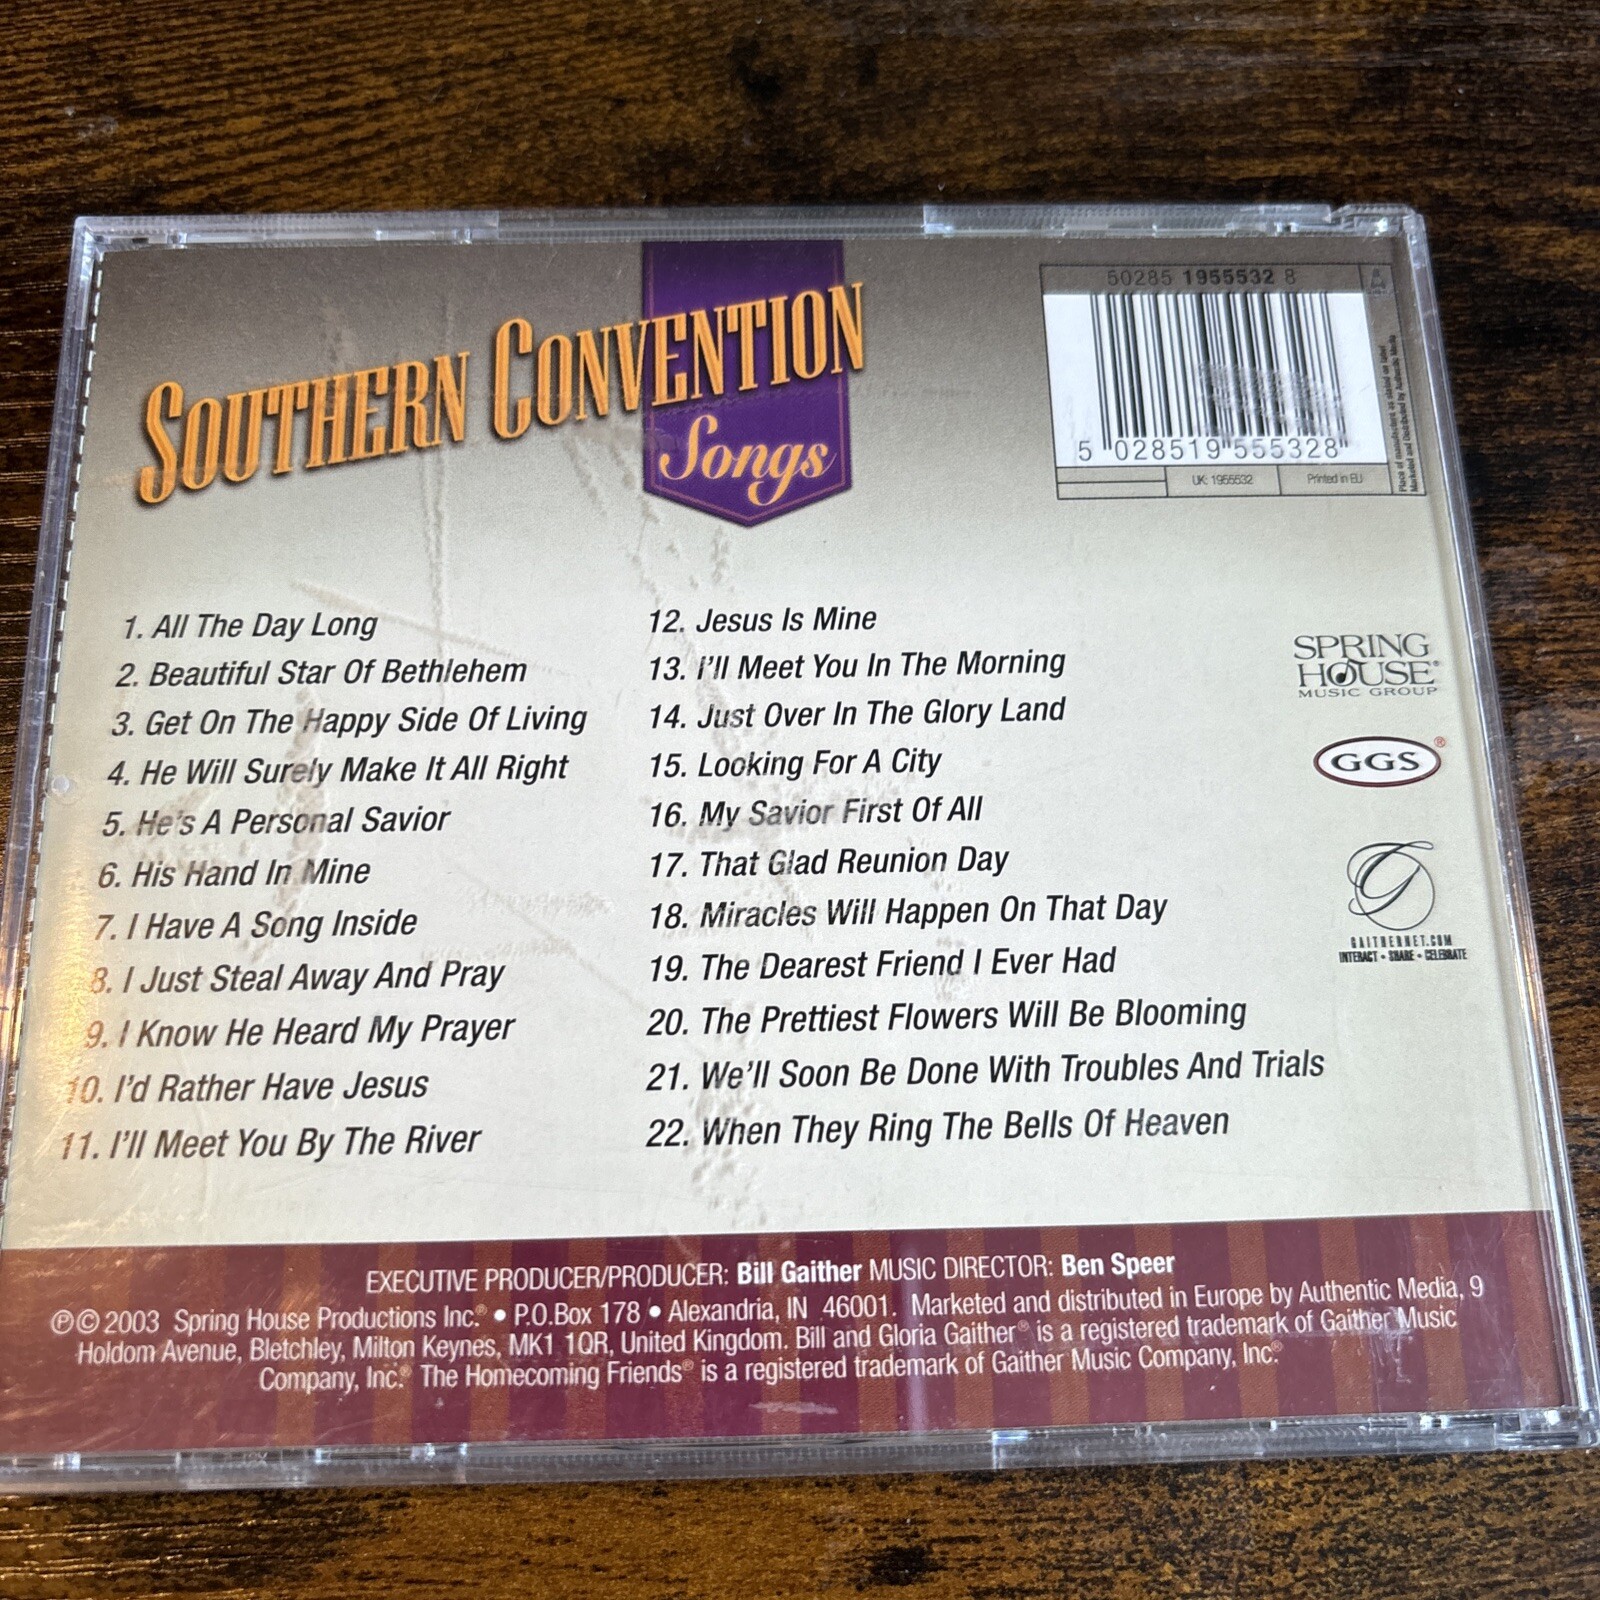 SOUTHERN CONVENTION
Songs
50285 1955532 8
5 028519 555328
UK: 1955532
Printed in EU
1. All The Day Long
2. Beautiful Star Of Bethlehem
3. Get On The Happy Side Of Living
4. He Will Surely Make It All Right
5. He's A Personal Savior
6. His Hand In Mine
7. I Have A Song Inside
8. I Just Steal Away And Pray
9. I Know He Heard My Prayer
10. I'd Rather Have Jesus
11. I'll Meet You By The River
12. Jesus Is Mine
13. I'll Meet You In The Morning
14. Just Over In The Glory Land
15. Looking For A City
16. My Savior First Of All
17. That Glad Reunion Day
18. Miracles Will Happen On That Day
19. The Dearest Friend I Ever Had
20. The Prettiest Flowers Will Be Blooming
21. We'll Soon Be Done With Troubles And Trials
22. When They Ring The Bells Of Heaven
SPRING
HOUSE®
MUSIC GROUP
GGS®
G
GAITHERNET.COM
INTERACT • SHARE • CELEBRATE
EXECUTIVE PRODUCER/PRODUCER: Bill Gaither MUSIC DIRECTOR: Ben Speer
℗© 2003 Spring House Productions Inc.® • P.O.Box 178 • Alexandria, IN 46001. Marketed and distributed in Europe by Authentic Media, 9
Holdom Avenue, Bletchley, Milton Keynes, MK1 1QR, United Kingdom. Bill and Gloria Gaither® is a registered trademark of Gaither Music
Company, Inc.® The Homecoming Friends® is a registered trademark of Gaither Music Company, Inc.®